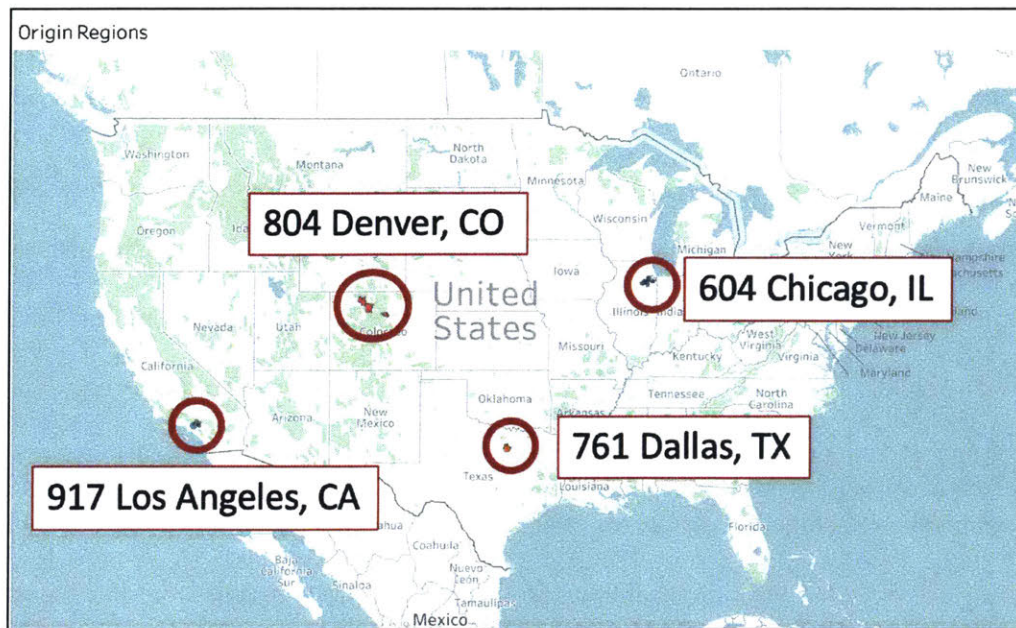 Origin Regions
Ontario
Washington
Montana
North
Dakota
Minnesota
New
Brunswick
Maine
Oregon
Wisconsin
Michigan
Vermont
804 Denver, CO
New
York
Iowa
604 Chicago, IL
United
States
Nevada
Utah
Colorado
Illinois
New Jersey
Delaware
Maryland
West
Virginia
Virginia
Missouri
Kentucky
California
Oklahoma
Tennessee
North
Carolina
Arizona
New
Mexico
Arkansas
761 Dallas, TX
Texas
917 Los Angeles, CA
Louisiana
Florida
Coahuila
Baja
California
Sur
Sinaloa
Nuevo
León
Tamaulipas
Mexico